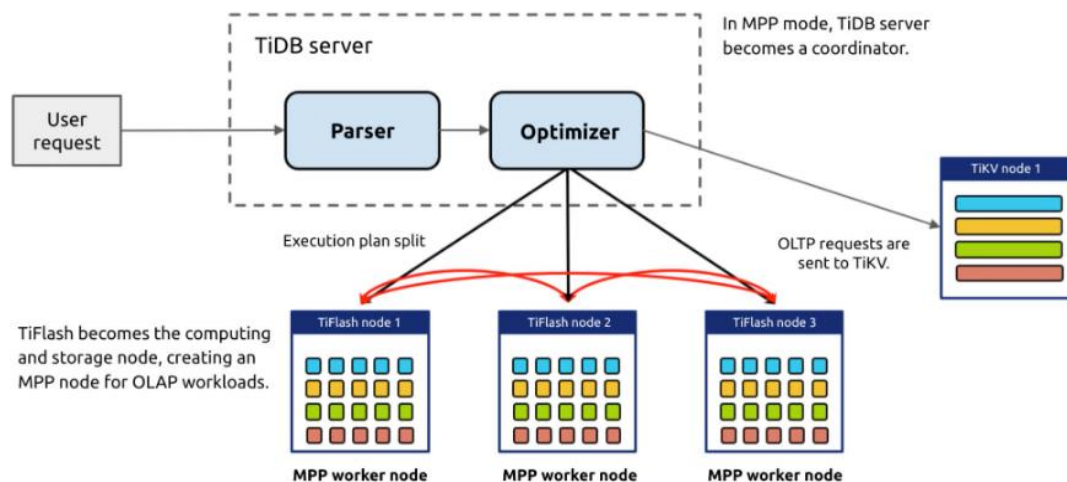 In MPP mode, TiDB server
becomes a coordinator.
TiDB server
User
request
Parser
Optimizer
TiKV node 1
Execution plan split
OLTP requests are
sent to TiKV.
TiFlash becomes the computing
and storage node, creating an
MPP node for OLAP workloads.
TiFlash node 1
TiFlash node 2
TiFlash node 3
MPP worker node
MPP worker node
MPP worker node